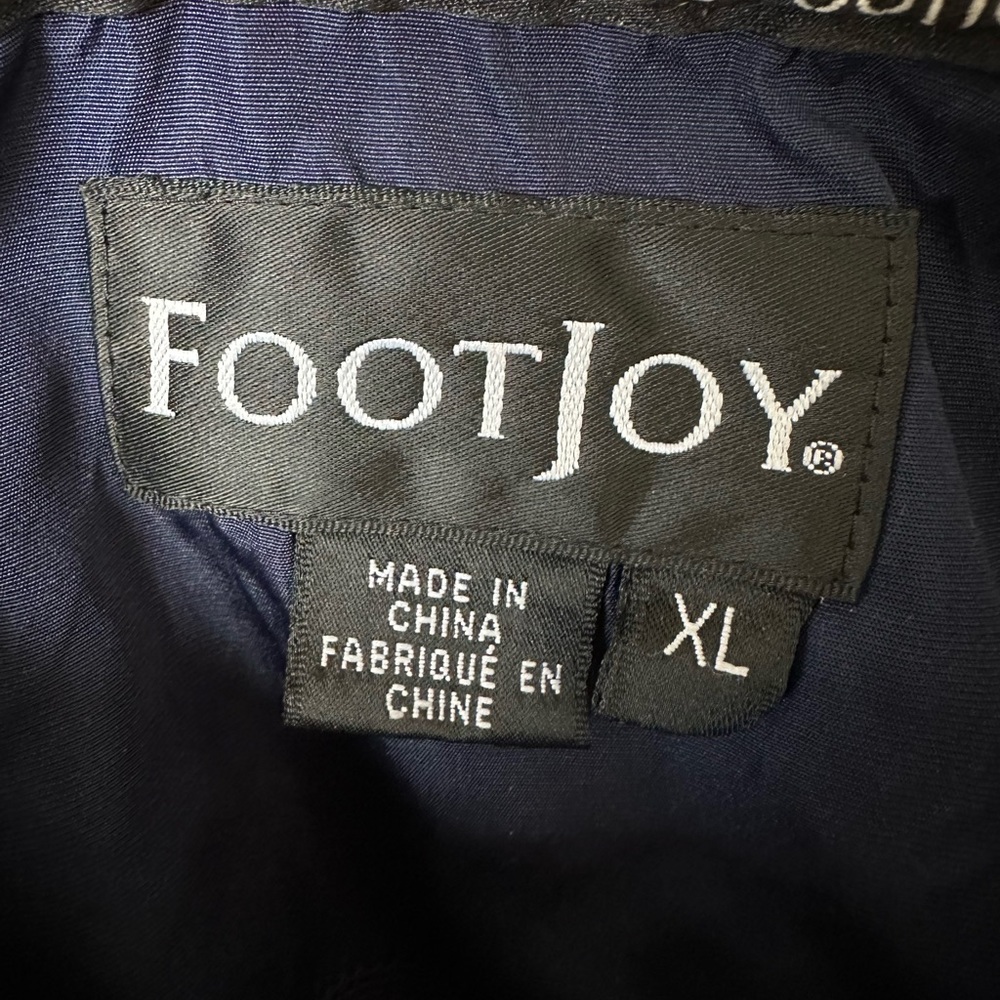 FOOTJOY®
MADE IN
CHINA
FABRIQUÉ EN
CHINE
XL